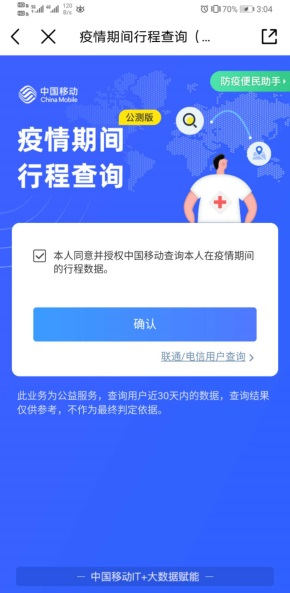 120
B/s
70%
3:04
疫情期间行程查询（...
防疫便民助手
中国移动
China Mobile
公测版
疫情期间
行程查询
本人同意并授权中国移动查询本人在疫情期间
的行程数据。
确认
联通/电信用户查询
此业务为公益服务，查询用户近30天内的数据，查询结果
仅供参考，不作为最终判定依据。
中国移动IT+大数据赋能